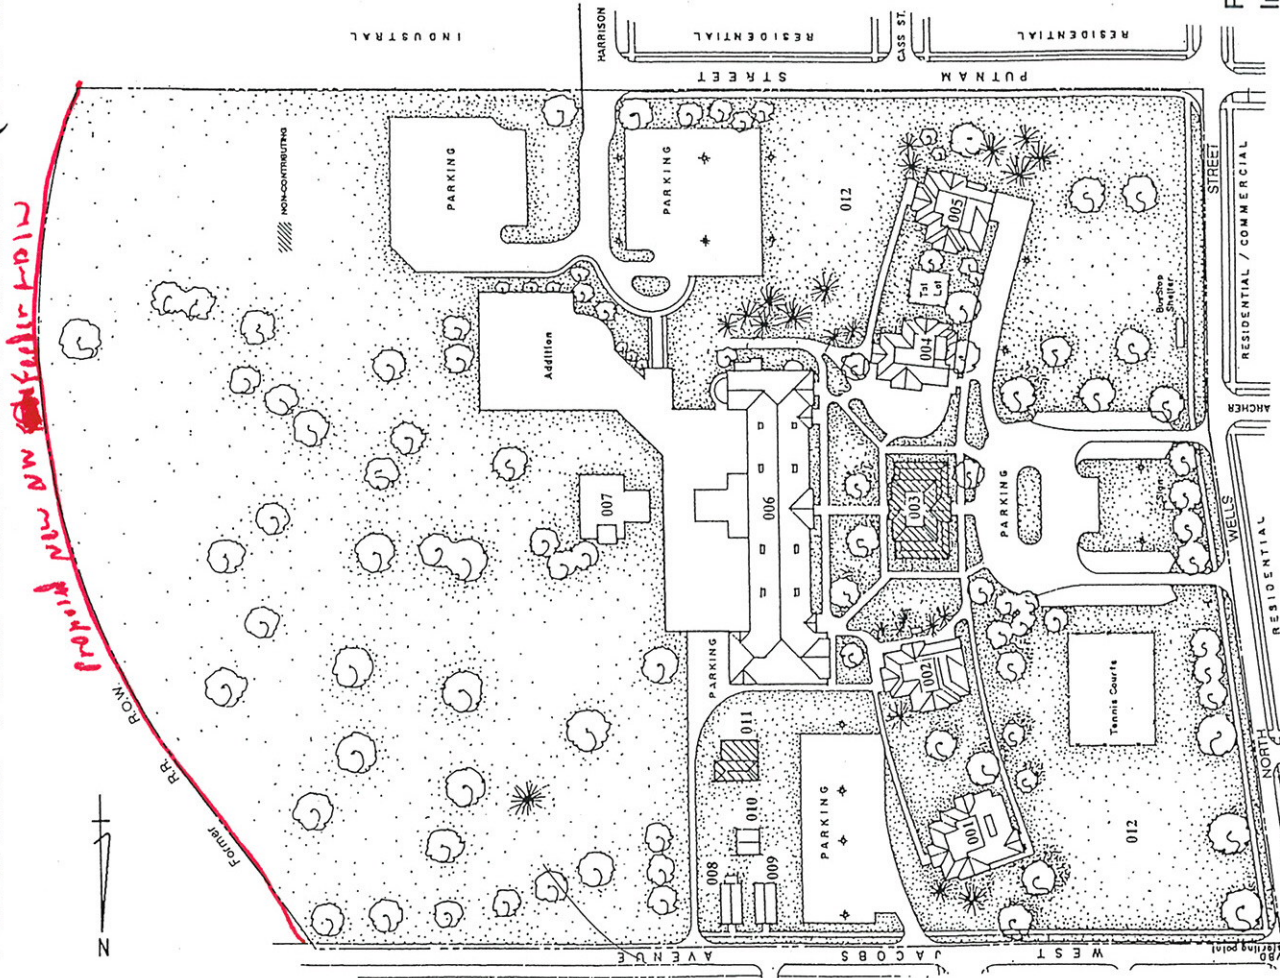 INDUSTRIAL
HARRISON
RESIDENTIAL
CASS ST.
RESIDENTIAL
STREET
PUTNAM
Proposed New NW
NON-CONTRIBUTING
PARKING
PARKING
012
005
Tot
Lot
004
STREET
RESIDENTIAL / COMMERCIAL
Bus Stop
Shelter
Addition
ARCHER
007
006
003
PARKING
Sign
WELLS
RESIDENTIAL
Former R.R. R.O.W.
PARKING
002
Tennis Courts
011
010
008
009
PARKING
001
012
NORTH
N
AVENUE
JACOBS
WEST